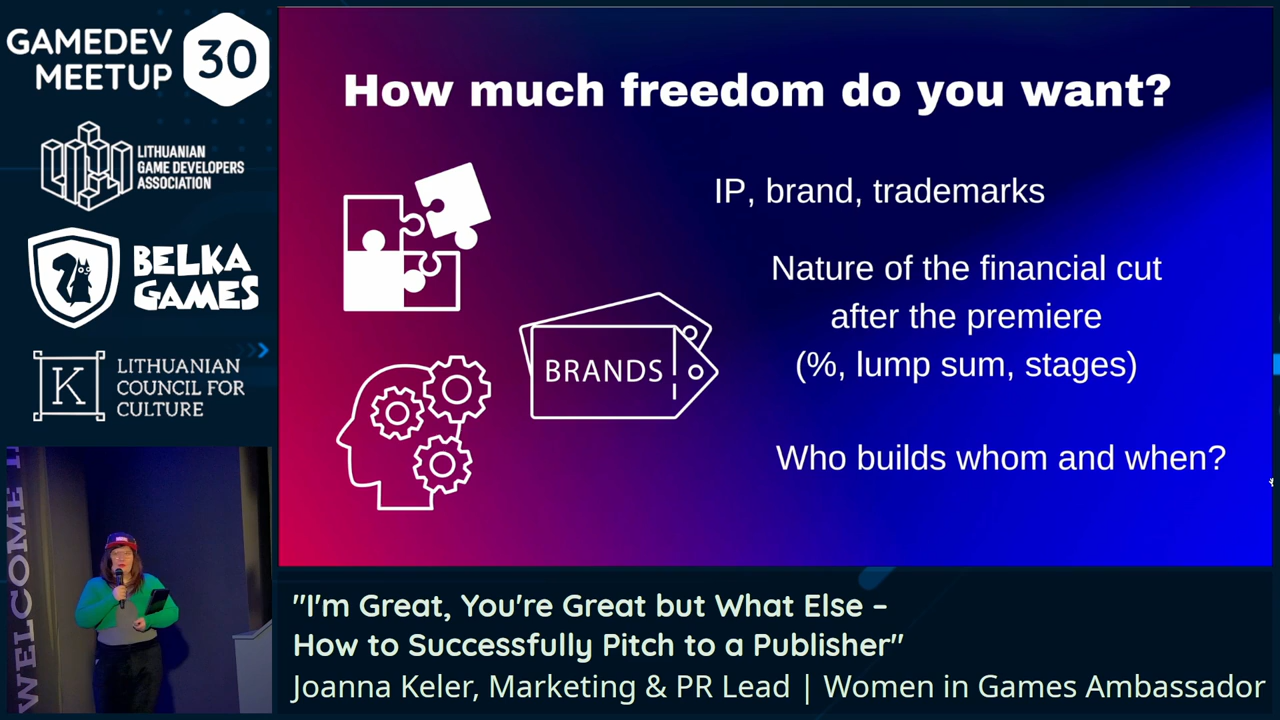 GAMEDEV
MEETUP
30
LITHUANIAN
GAME DEVELOPERS
ASSOCIATION
BELKA
GAMES
K
LITHUANIAN
COUNCIL FOR
CULTURE
WELCOME
How much freedom do you want?
IP, brand, trademarks
Nature of the financial cut
after the premiere
(%, lump sum, stages)
BRANDS
Who builds whom and when?
"I'm Great, You're Great but What Else –
How to Successfully Pitch to a Publisher"
Joanna Keler, Marketing & PR Lead | Women in Games Ambassador